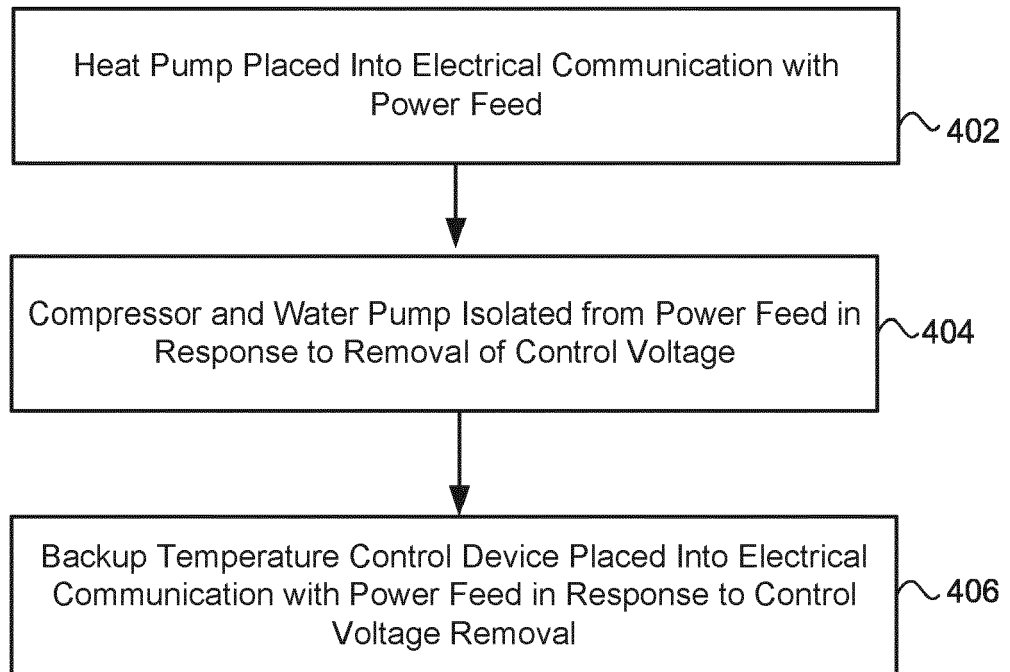 Heat Pump Placed Into Electrical Communication with
Power Feed
402
Compressor and Water Pump Isolated from Power Feed in
Response to Removal of Control Voltage
404
Backup Temperature Control Device Placed Into Electrical
Communication with Power Feed in Response to Control
Voltage Removal
406